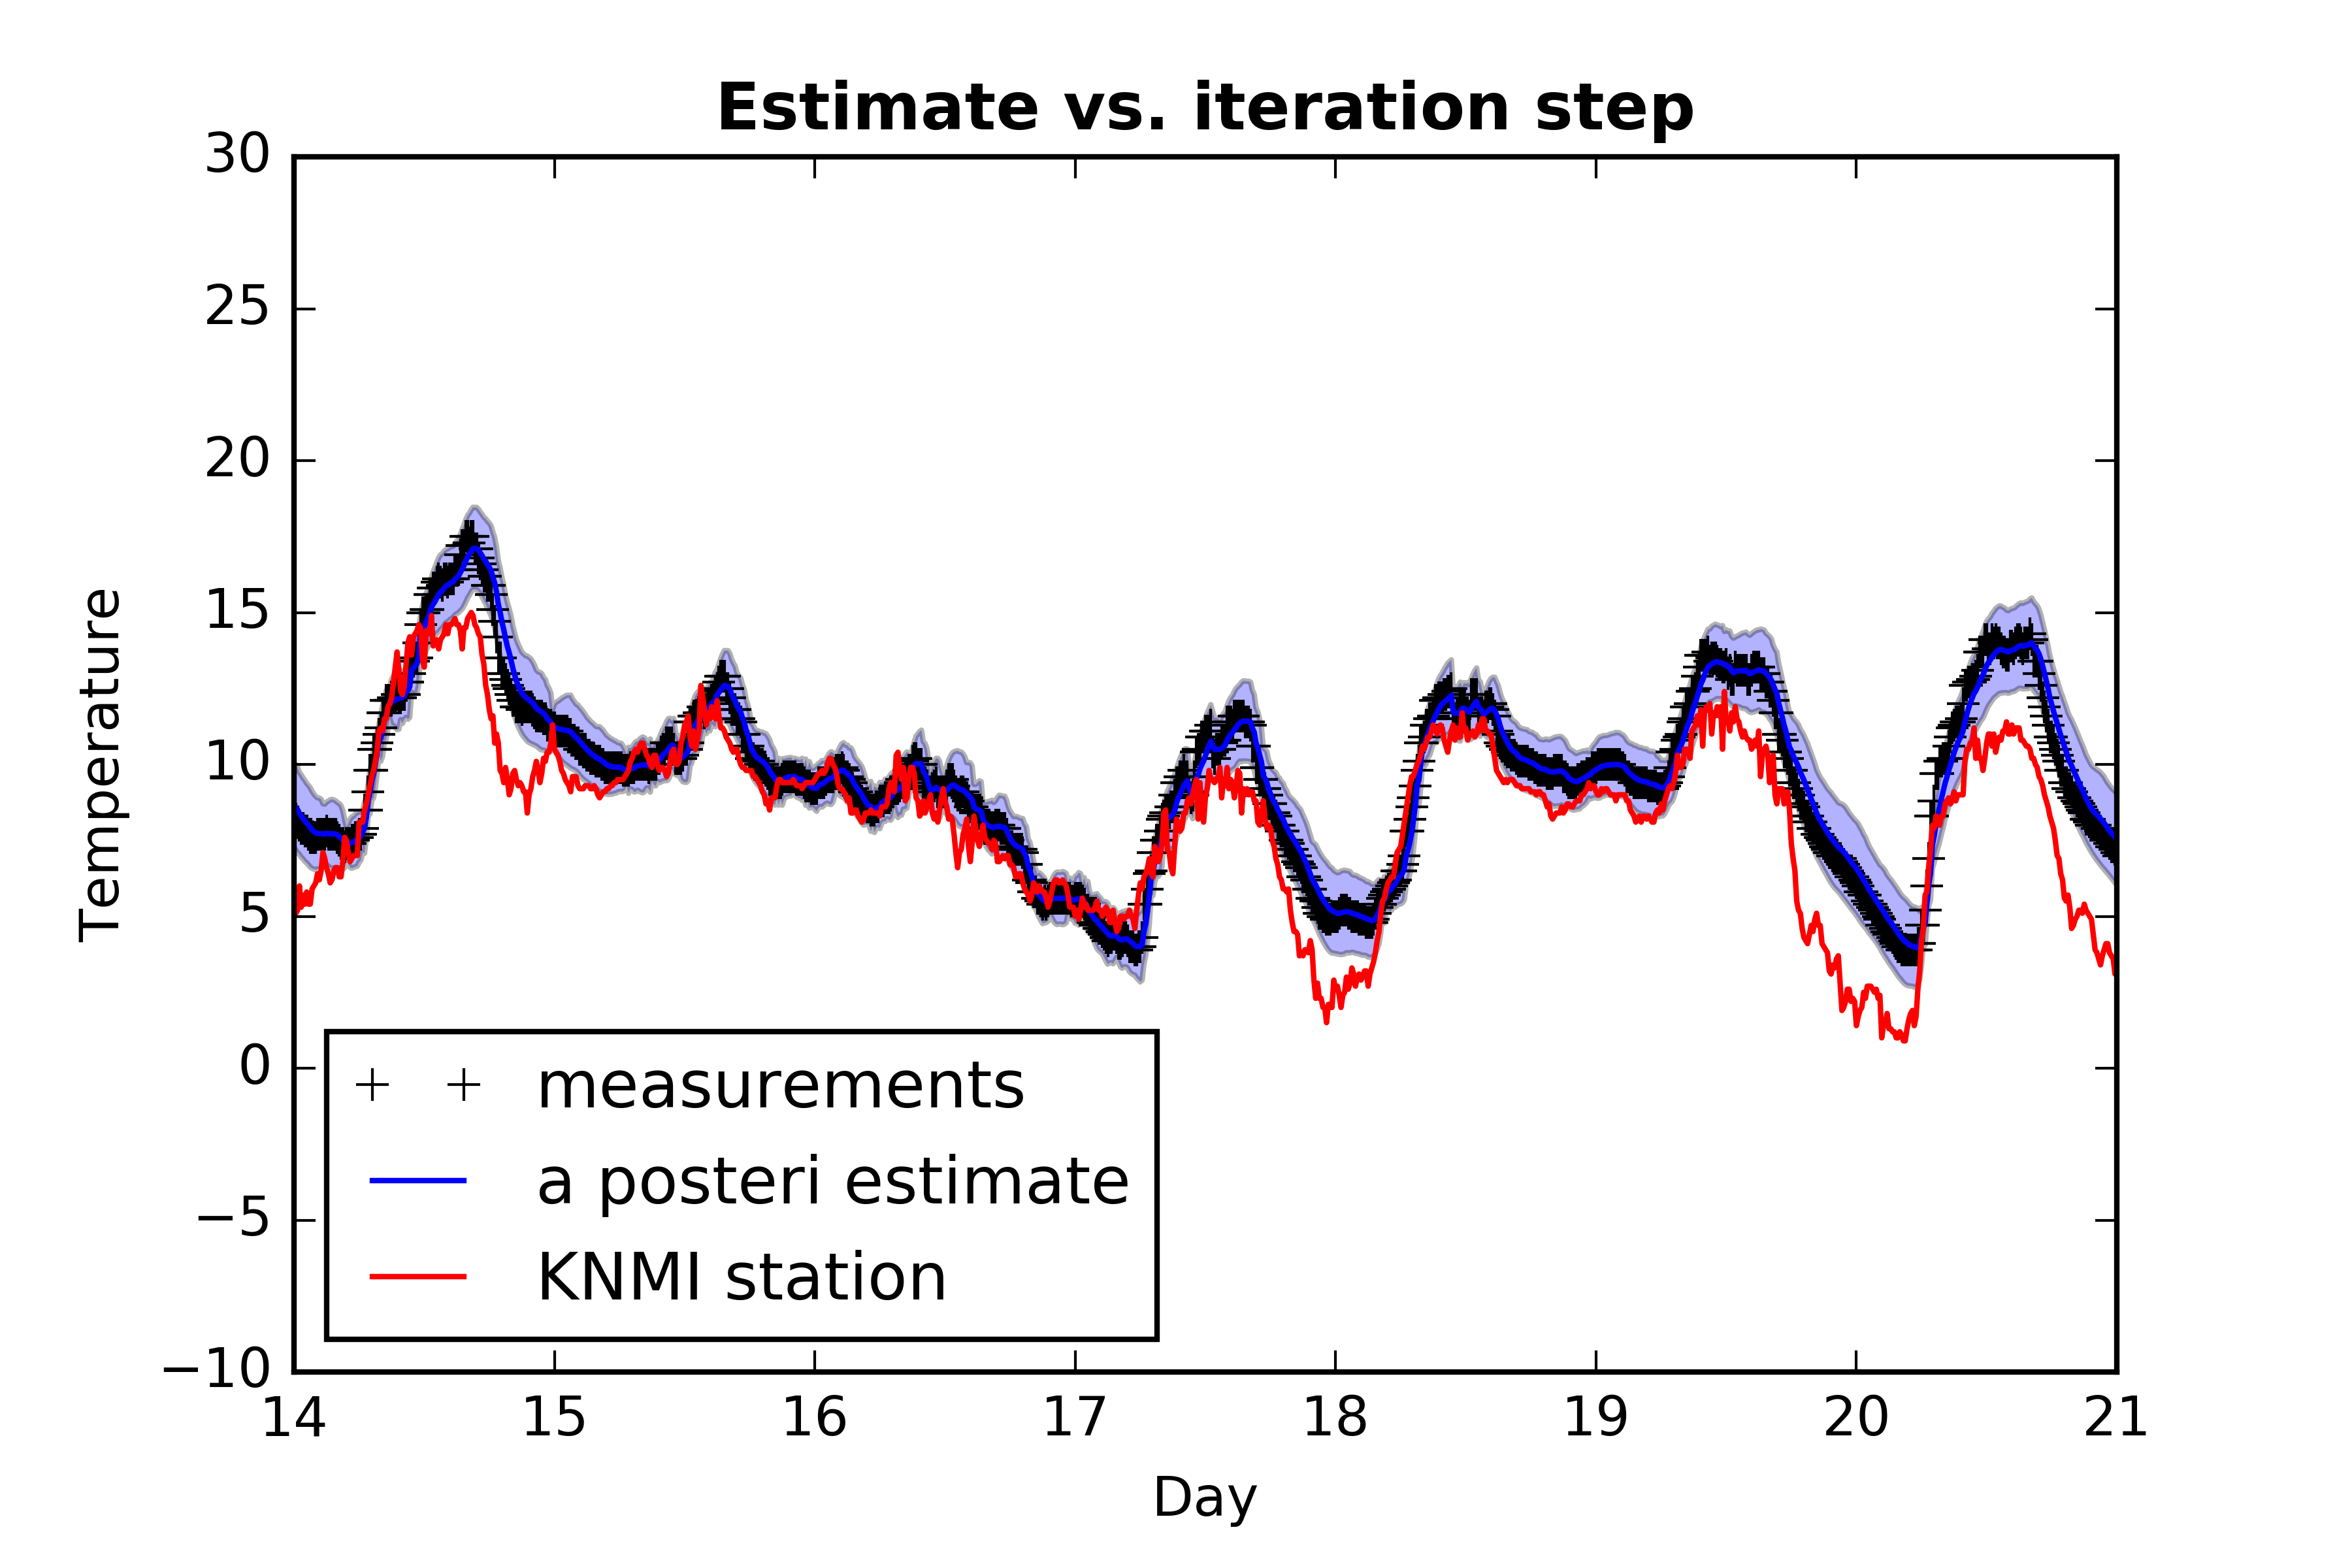 Estimate vs. iteration step
30
25
20
15
10
5
0
−5
−10
Temperature
measurements
a posteri estimate
KNMI station
14 15 16 17 18 19 20 21
Day